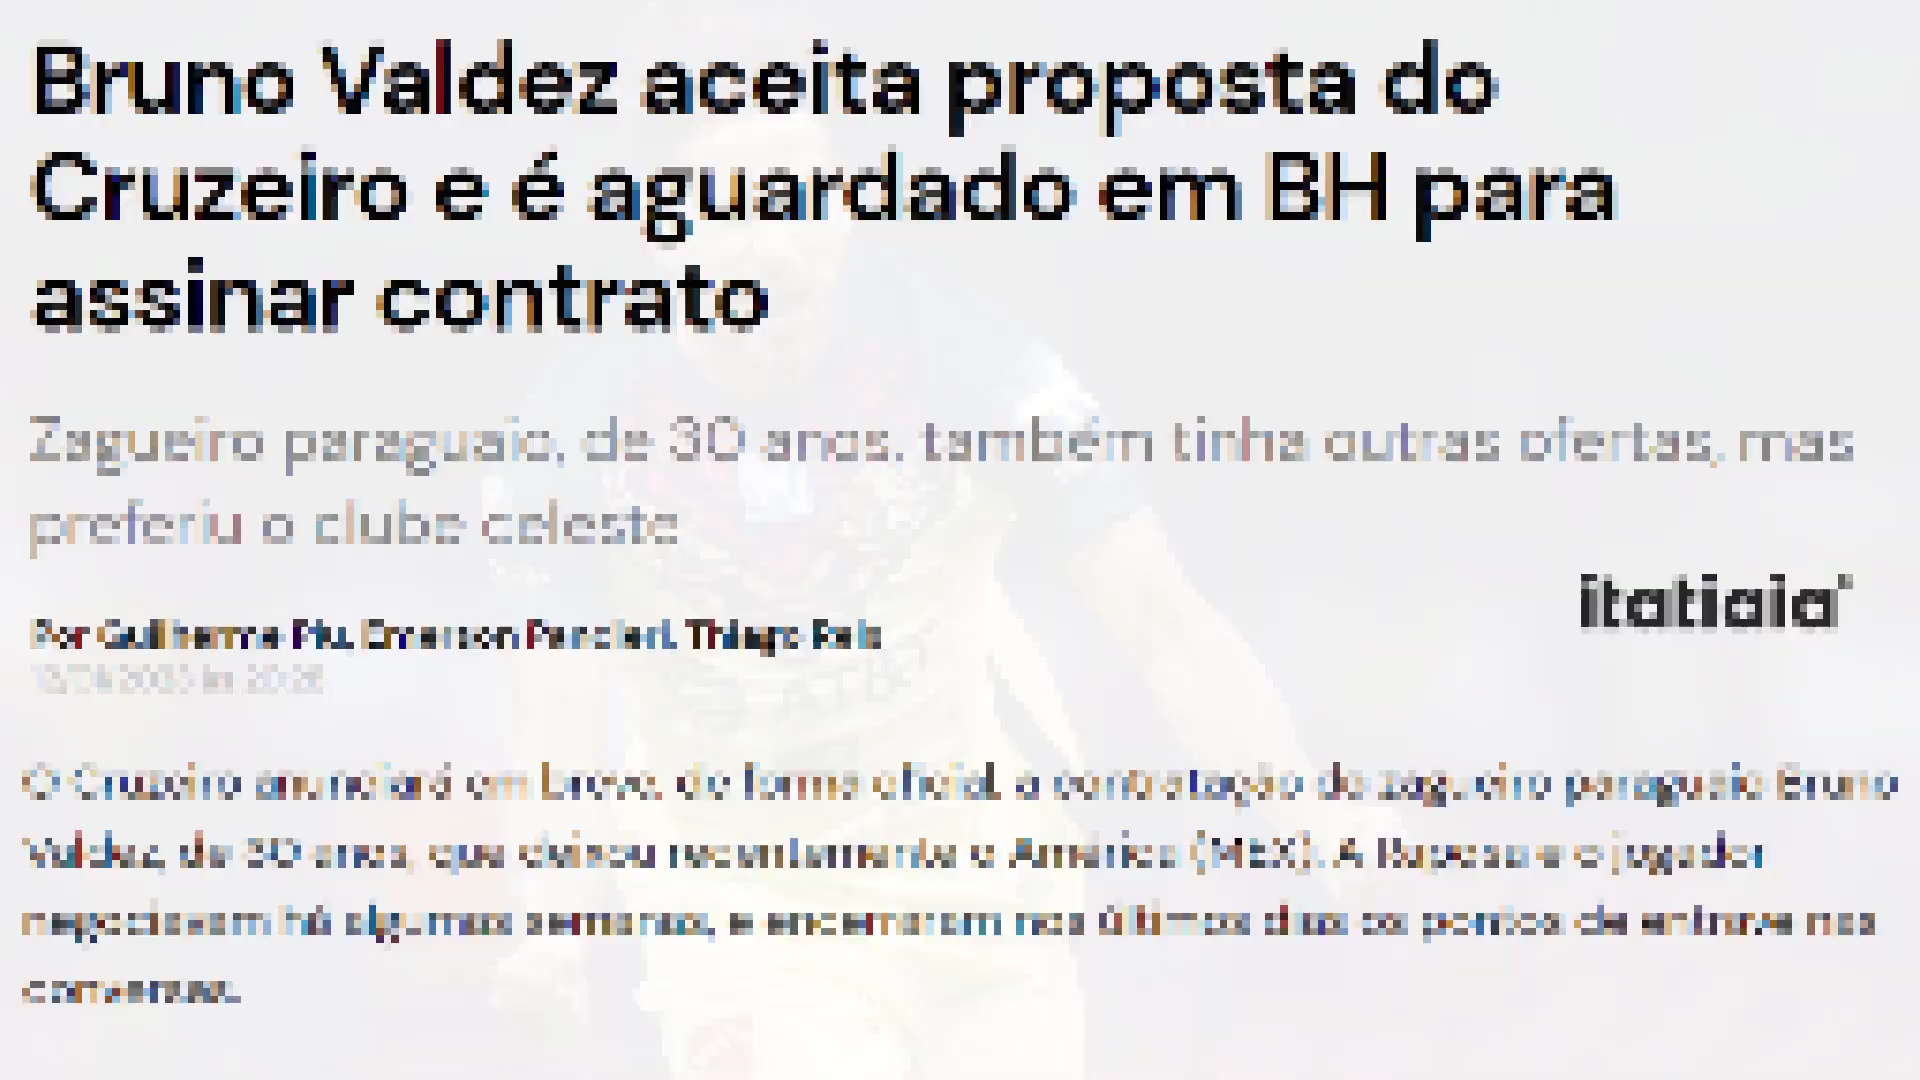 Bruno Valdez aceita proposta do
Cruzeiro e é aguardado em BH para
assinar contrato
Zagueiro paraguaio, de 30 anos, também tinha outras ofertas, mas
preferiu o clube celeste
itatiaia
Por Guilherme Piu, Emerson Pancieri, Thiago Reis
O Cruzeiro anunciará em breve, de forma oficial, a contratação do zagueiro paraguaio Bruno
Valdez, de 30 anos, que deixou recentemente o América (MEX). A Raposa e o jogador
negociavam há algumas semanas, e encerraram nos últimos dias os pontos de entrave nas
conversas.